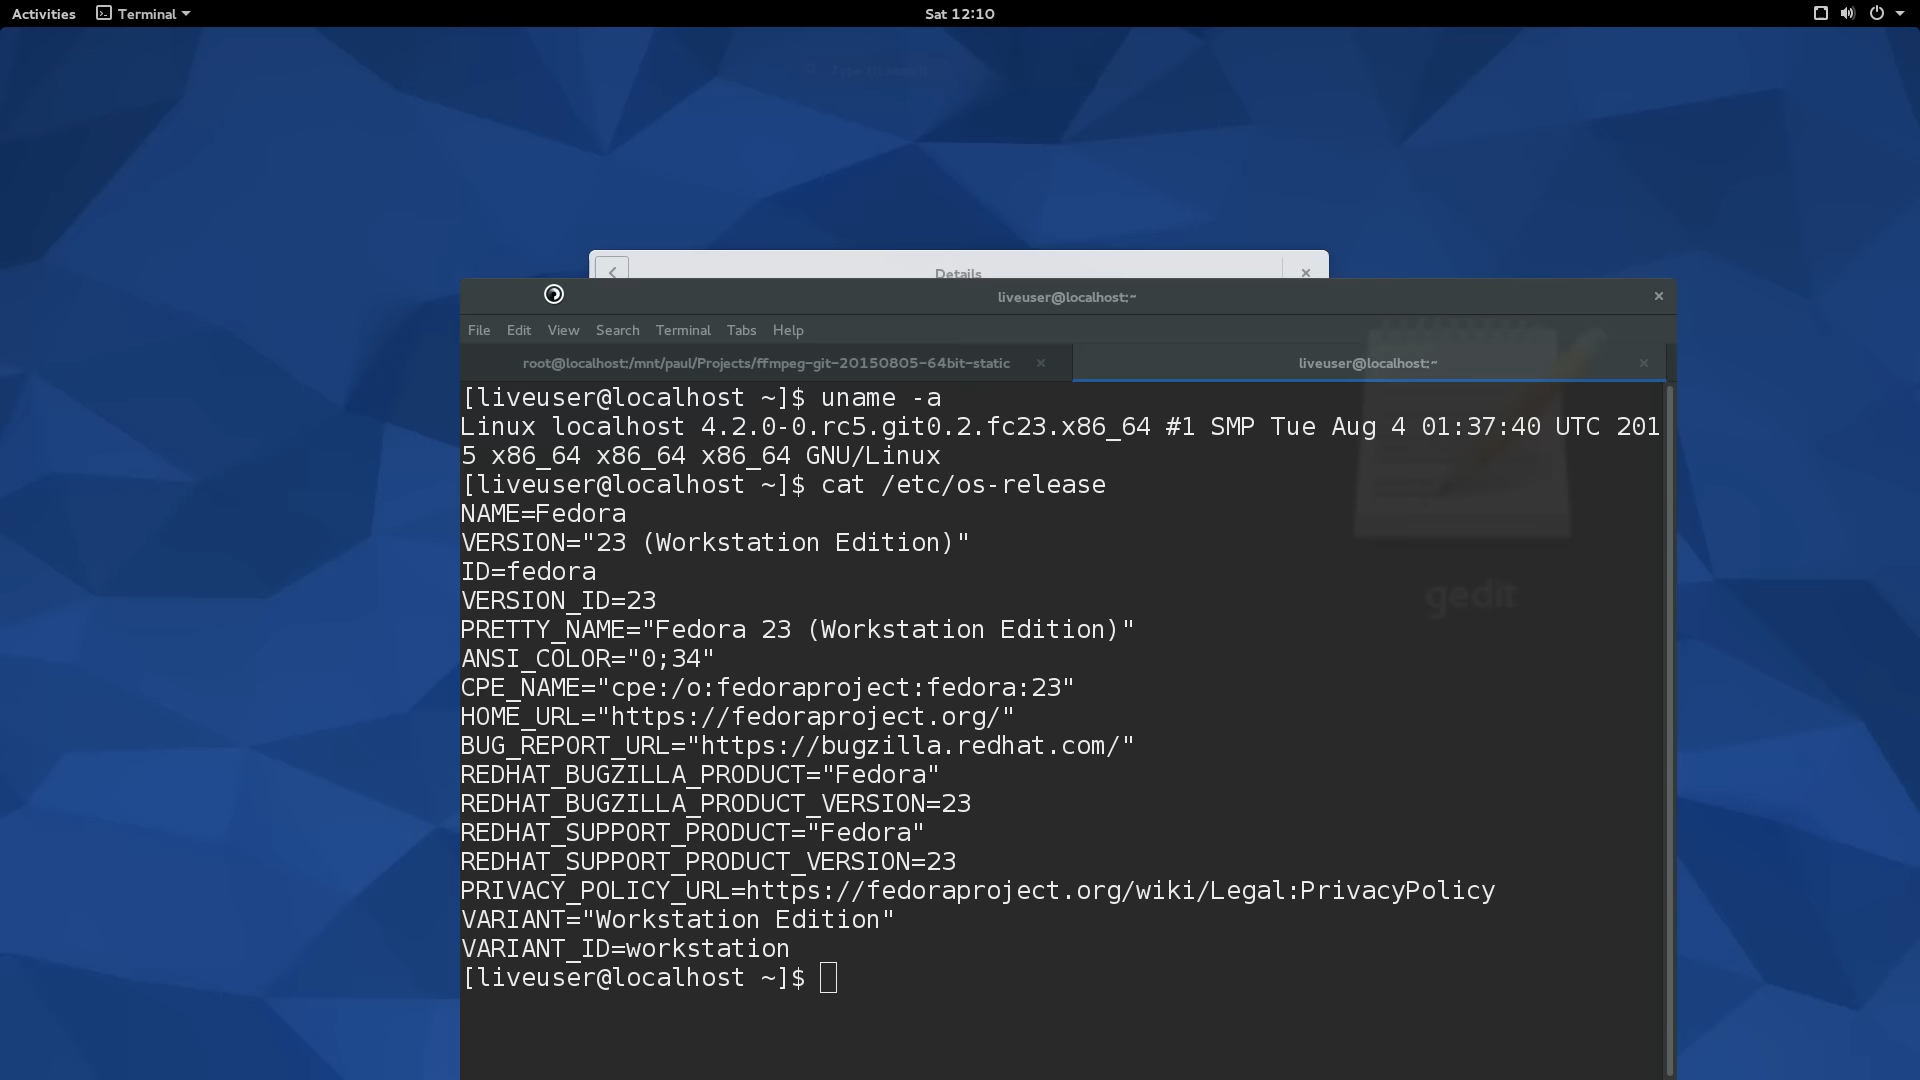 Activities Terminal Sat 12:10
Type to search
Details
liveuser@localhost:~
File Edit View Search Terminal Tabs Help
root@localhost:/mnt/paul/Projects/ffmpeg-git-20150805-64bit-static liveuser@localhost:~
[liveuser@localhost ~]$ uname -a
Linux localhost 4.2.0-0.rc5.git0.2.fc23.x86_64 #1 SMP Tue Aug 4 01:37:40 UTC 201
5 x86_64 x86_64 x86_64 GNU/Linux
[liveuser@localhost ~]$ cat /etc/os-release
NAME=Fedora
VERSION="23 (Workstation Edition)"
ID=fedora
VERSION_ID=23
PRETTY_NAME="Fedora 23 (Workstation Edition)"
ANSI_COLOR="0;34"
CPE_NAME="cpe:/o:fedoraproject:fedora:23"
HOME_URL="https://fedoraproject.org/"
BUG_REPORT_URL="https://bugzilla.redhat.com/"
REDHAT_BUGZILLA_PRODUCT="Fedora"
REDHAT_BUGZILLA_PRODUCT_VERSION=23
REDHAT_SUPPORT_PRODUCT="Fedora"
REDHAT_SUPPORT_PRODUCT_VERSION=23
PRIVACY_POLICY_URL=https://fedoraproject.org/wiki/Legal:PrivacyPolicy
VARIANT="Workstation Edition"
VARIANT_ID=workstation
[liveuser@localhost ~]$
gedit